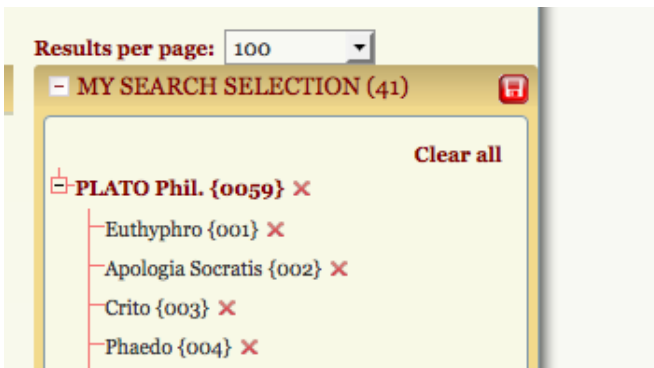 Results per page: 100
MY SEARCH SELECTION (41)
Clear all
PLATO Phil. {0059}
Euthyphro {001}
Apologia Socratis {002}
Crito {003}
Phaedo {004}